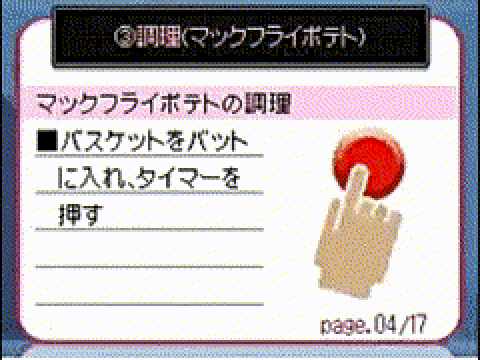 ③調理(マックフライポテト)
マックフライポテトの調理
■バスケットをバット
に入れ、タイマーを
押す
page.04/17